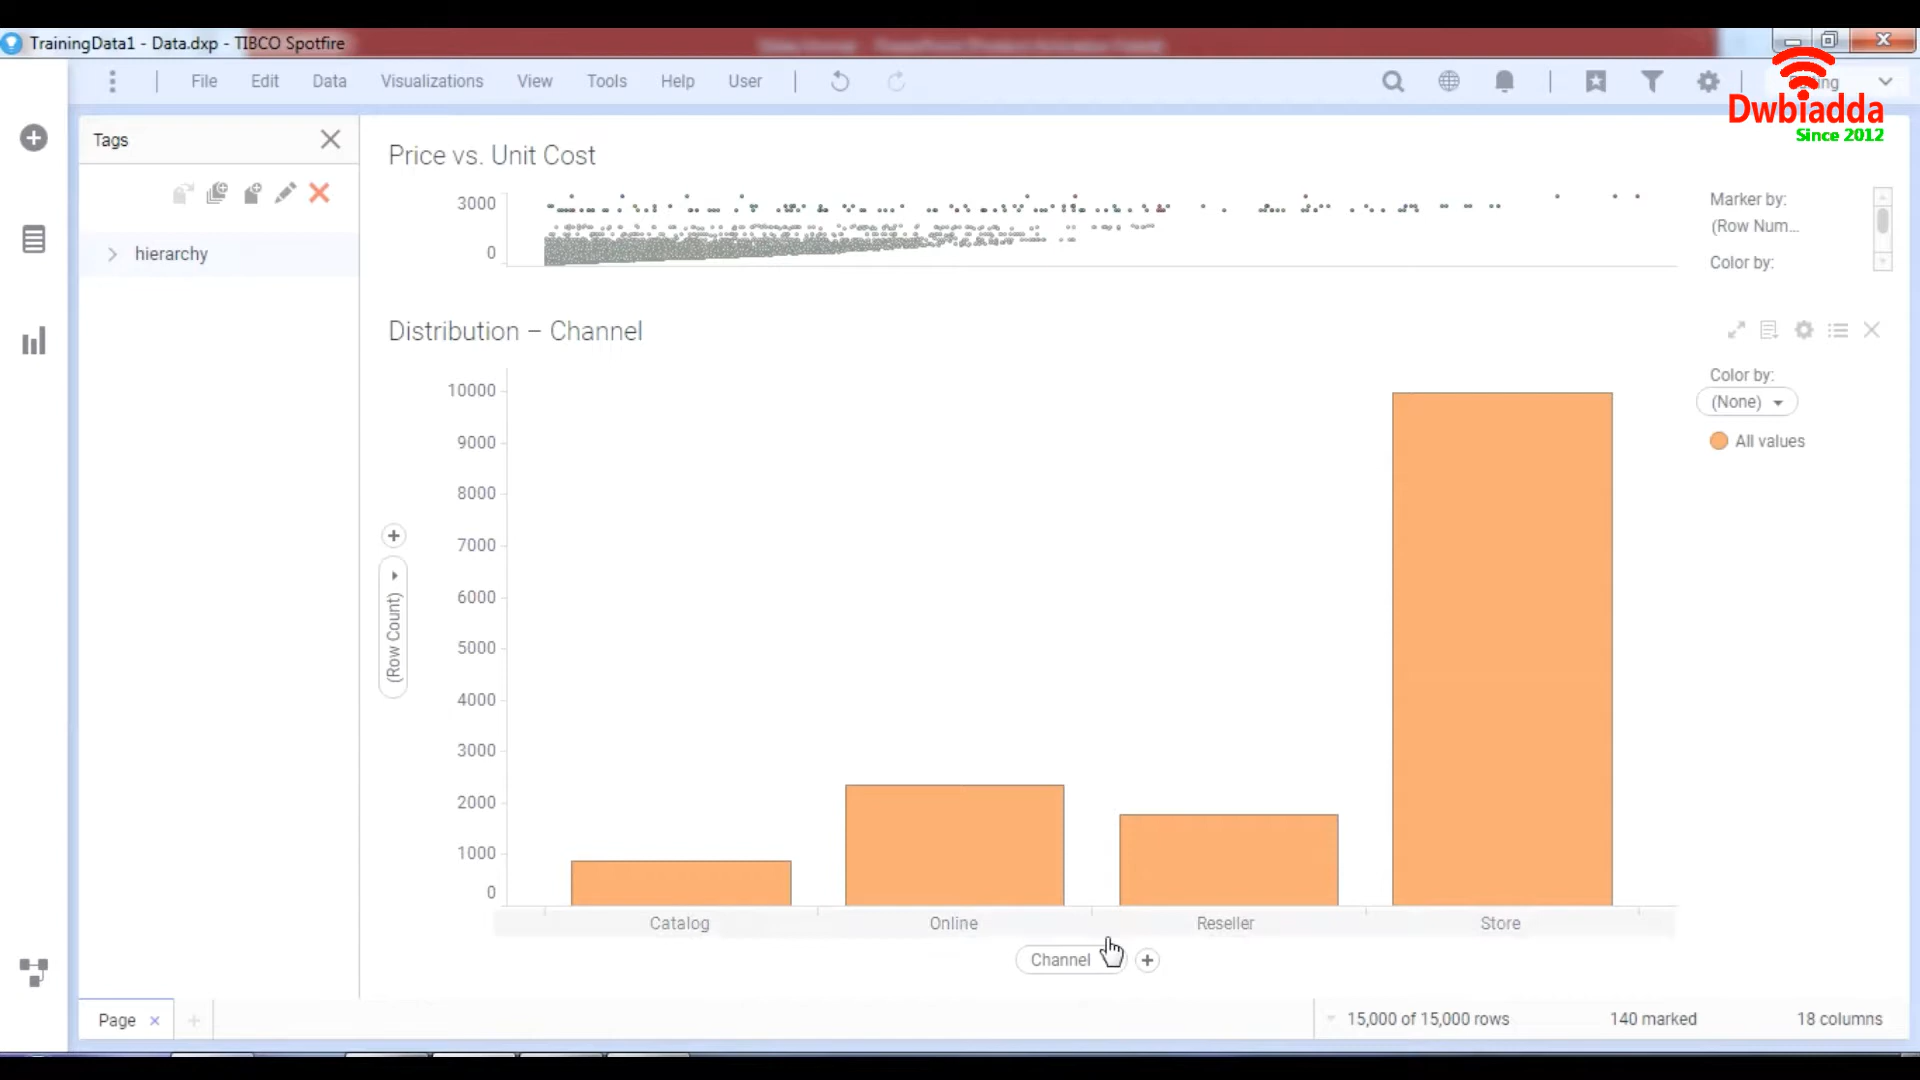 TrainingData1 - Data.dxp - TIBCO Spotfire
File Edit Data Visualizations View Tools Help User
Dwbiadda
Since 2012
Tags
hierarchy
Price vs. Unit Cost
3000
0
Marker by:
(Row Num...
Color by:
Distribution – Channel
10000
9000
8000
7000
6000
5000
4000
3000
2000
1000
0
(Row Count)
Color by:
(None)
All values
Catalog Online Reseller Store
Channel
Page
15,000 of 15,000 rows 140 marked 18 columns